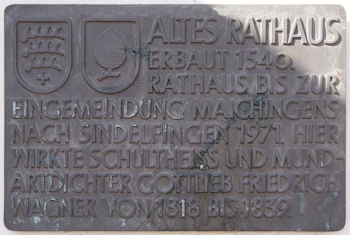 ALTES RATHAUS
ERBAUT 1540
RATHAUS BIS ZUR
EINGEMEINDUNG MAICHINGENS
NACH SINDELFINGEN 1971. HIER
WIRKTE SCHULTHEISS UND MUND-
ARTDICHTER GOTTLIEB FRIEDRICH
WAGNER VON 1818 BIS 1839.